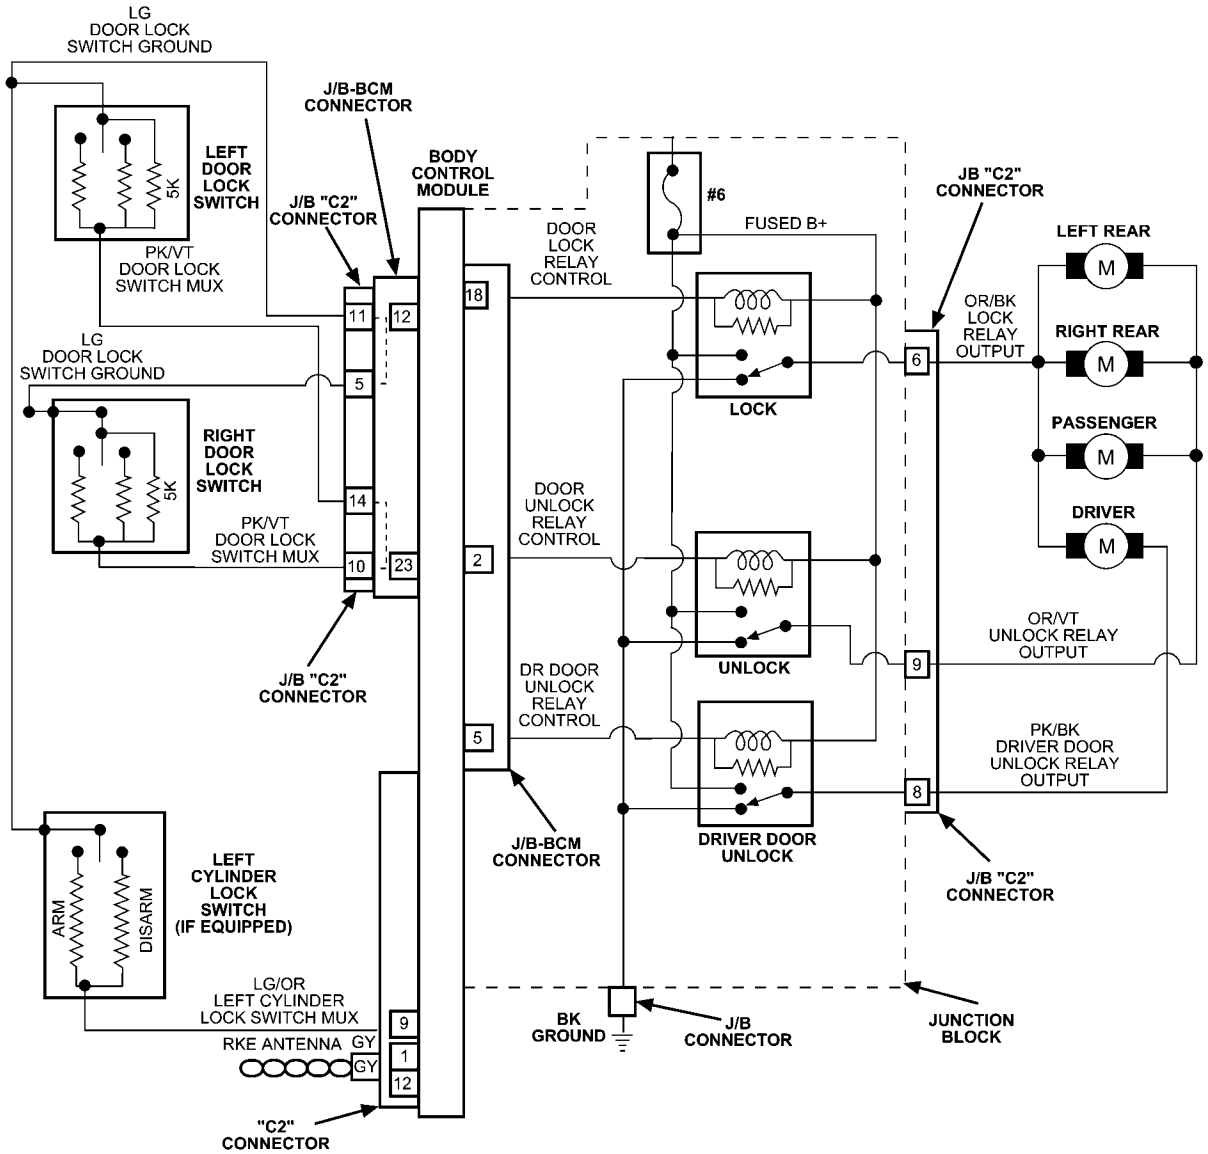 LG
DOOR LOCK
SWITCH GROUND
J/B-BCM
CONNECTOR
LEFT
DOOR
LOCK
SWITCH
5K
J/B "C2"
CONNECTOR
BODY
CONTROL
MODULE
PK/VT
DOOR LOCK
SWITCH MUX
LG
DOOR LOCK
SWITCH GROUND
11
12
5
14
10
23
RIGHT
DOOR
LOCK
SWITCH
5K
PK/VT
DOOR LOCK
SWITCH MUX
J/B "C2"
CONNECTOR
18
2
5
DOOR
LOCK
RELAY
CONTROL
#6
FUSED B+
LOCK
DOOR
UNLOCK
RELAY
CONTROL
UNLOCK
DR DOOR
UNLOCK
RELAY
CONTROL
DRIVER DOOR
UNLOCK
J/B-BCM
CONNECTOR
JB "C2"
CONNECTOR
6
9
8
OR/BK
LOCK
RELAY
OUTPUT
LEFT REAR
M
RIGHT REAR
M
PASSENGER
M
DRIVER
M
OR/VT
UNLOCK RELAY
OUTPUT
PK/BK
DRIVER DOOR
UNLOCK RELAY
OUTPUT
J/B "C2"
CONNECTOR
LEFT
CYLINDER
LOCK
SWITCH
(IF EQUIPPED)
ARM
DISARM
LG/OR
LEFT CYLINDER
LOCK SWITCH MUX
RKE ANTENNA GY
GY
9
1
12
"C2"
CONNECTOR
BK
GROUND
J/B
CONNECTOR
JUNCTION
BLOCK